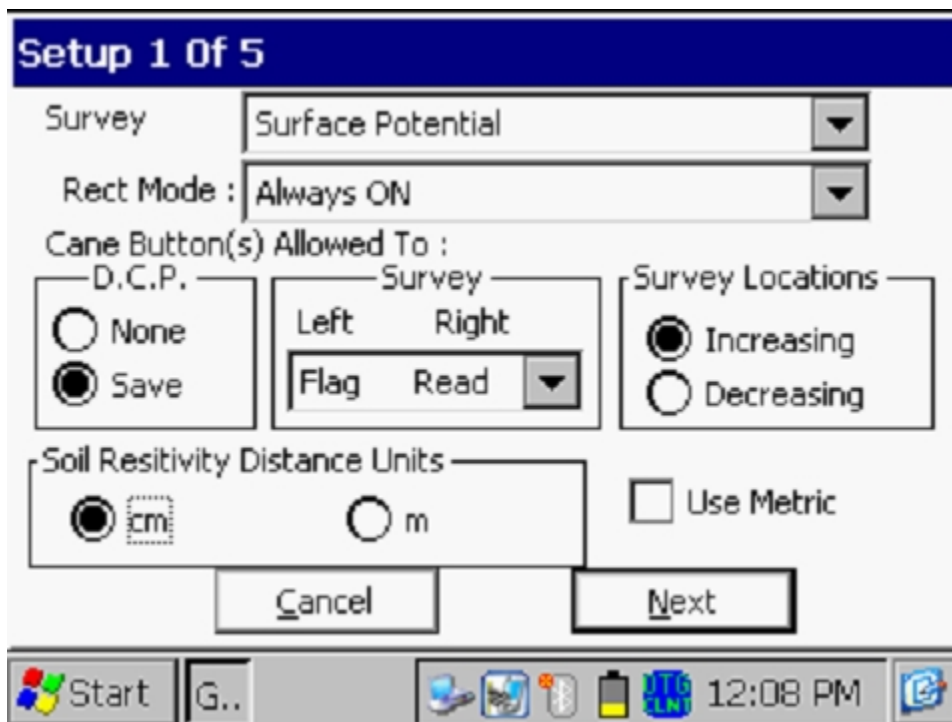 Setup 1 Of 5
Survey Surface Potential
Rect Mode : Always ON
Cane Button(s) Allowed To :
D.C.P. Survey Survey Locations
None Left Right Increasing
Save Flag Read Decreasing
Soil Resitivity Distance Units
cm m Use Metric
Cancel Next
Start G.. UTG CLNT 12:08 PM